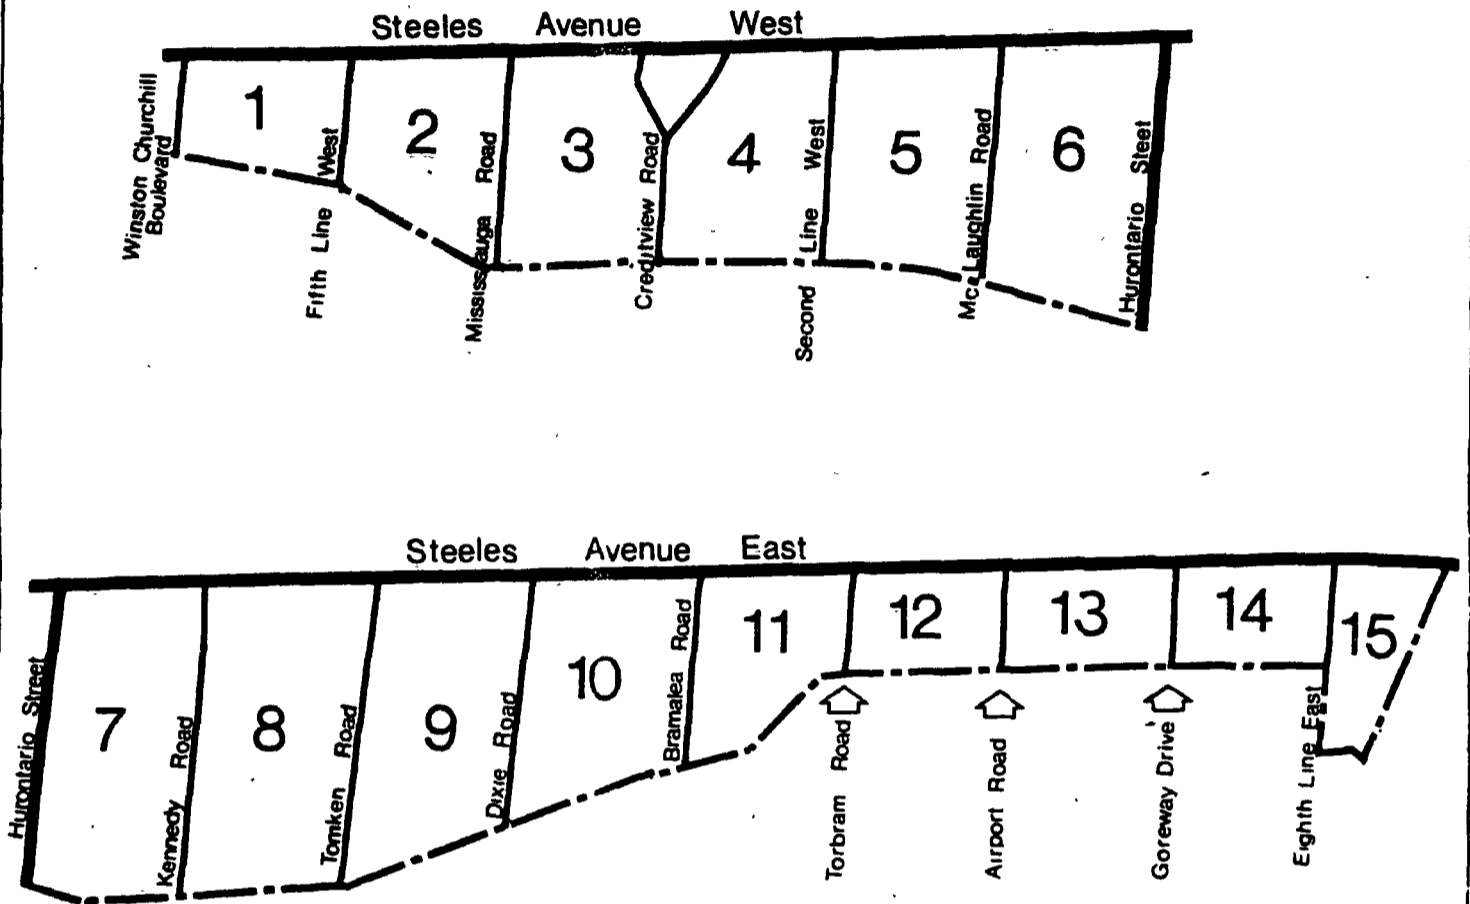 Steeles Avenue West
1
2
3
4
5
6
Winston Churchill
Boulevard
Fifth Line West
Mississauga Road
Creditview Road
Second Line West
McLaughlin Road
Hurontario Steet
Steeles Avenue East
7
8
9
10
11
12
13
14
15
Hurontario Street
Kennedy Road
Tomken Road
Dixie Road
Bramalea Road
Torbram Road
Airport Road
Goreway Drive
Eighth Line East